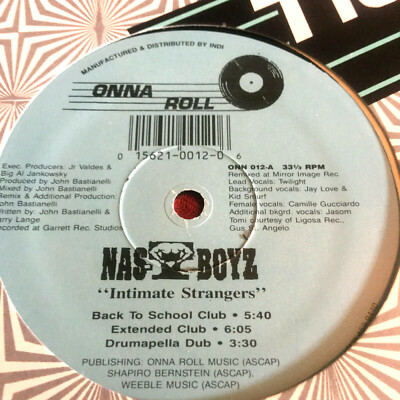 MANUFACTURED & DISTRIBUTED BY INDI
ONNA
ROLL
0 15621-0012-0 6
Exec. Producers: Jr Valdes &
Big Al Jankowsky
Produced by John Bastianelli
Mixed by John Bastianelli
Remix & Additional Production:
John Bastianelli
Written by: John Bastianelli &
Larry Lange
Recorded at Garrett Rec. Studios
ONN 012-A 33⅓ RPM
Remixed at Mirror Image Rec.
Lead Vocals: Twilight
Background vocals: Jay Love &
Kid Smurf
Female vocals: Camille Gucciardo
Additional bkgrd. vocals: Jasom
Tomi courtesy of Ligosa Rec.,
Gus St. Angelo
NAS BOYZ
"Intimate Strangers"
Back To School Club • 5:40
Extended Club • 6:05
Drumapella Dub • 3:30
PUBLISHING: ONNA ROLL MUSIC (ASCAP)
SHAPIRO BERNSTEIN (ASCAP),
WEEBLE MUSIC (ASCAP)